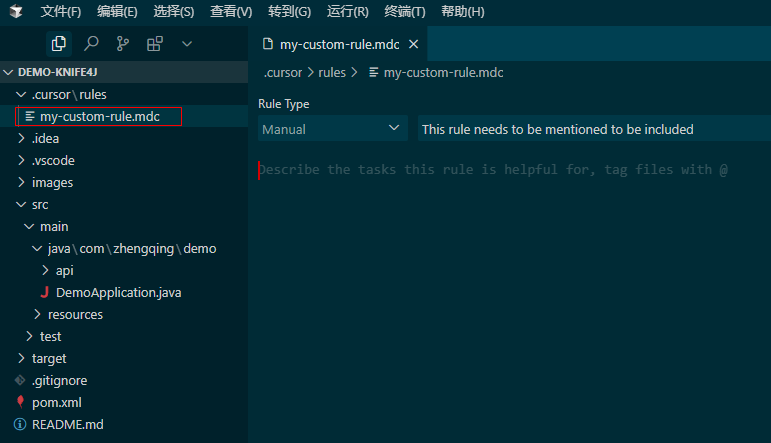 文件(F) 编辑(E) 选择(S) 查看(V) 转到(G) 运行(R) 终端(T) 帮助(H)
my-custom-rule.mdc
DEMO-KNIFE4J
.cursor\rules
my-custom-rule.mdc
.idea
.vscode
images
src
main
java\com\zhengqing\demo
api
DemoApplication.java
resources
test
target
.gitignore
pom.xml
README.md
.cursor > rules > my-custom-rule.mdc
Rule Type
Manual
This rule needs to be mentioned to be included
Describe the tasks this rule is helpful for, tag files with @